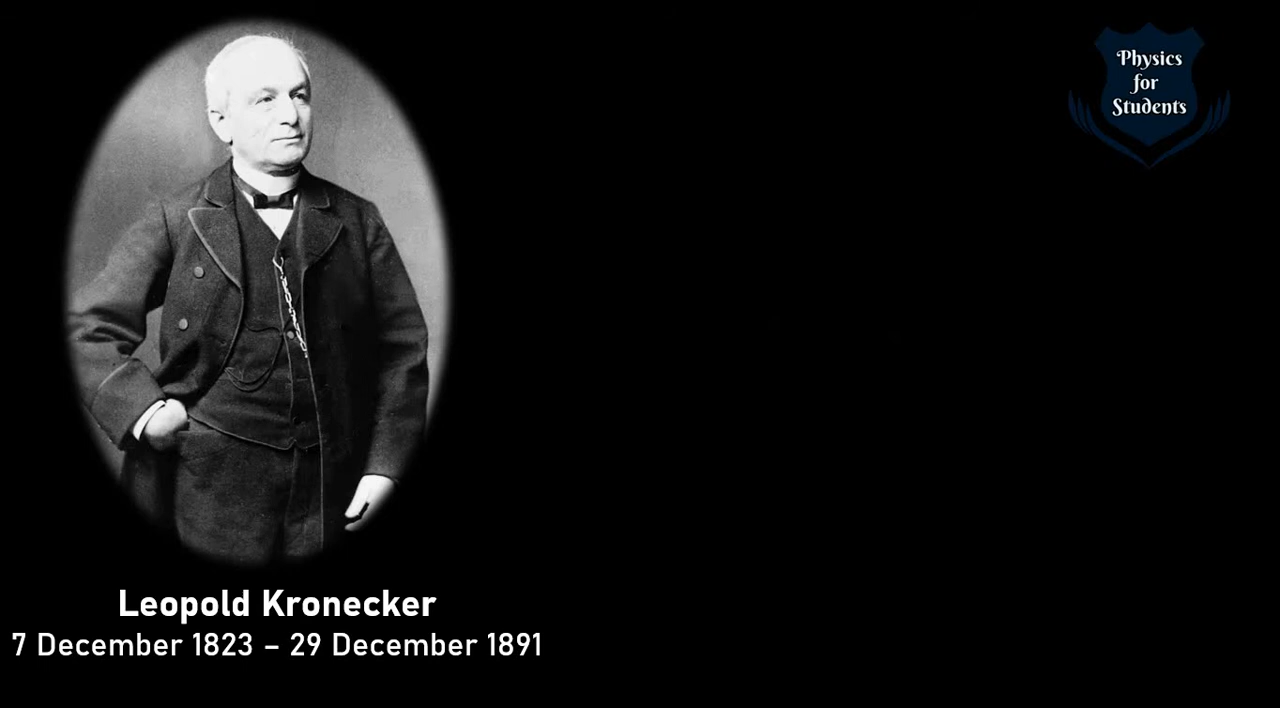 Physics
for
Students
Leopold Kronecker
7 December 1823 – 29 December 1891